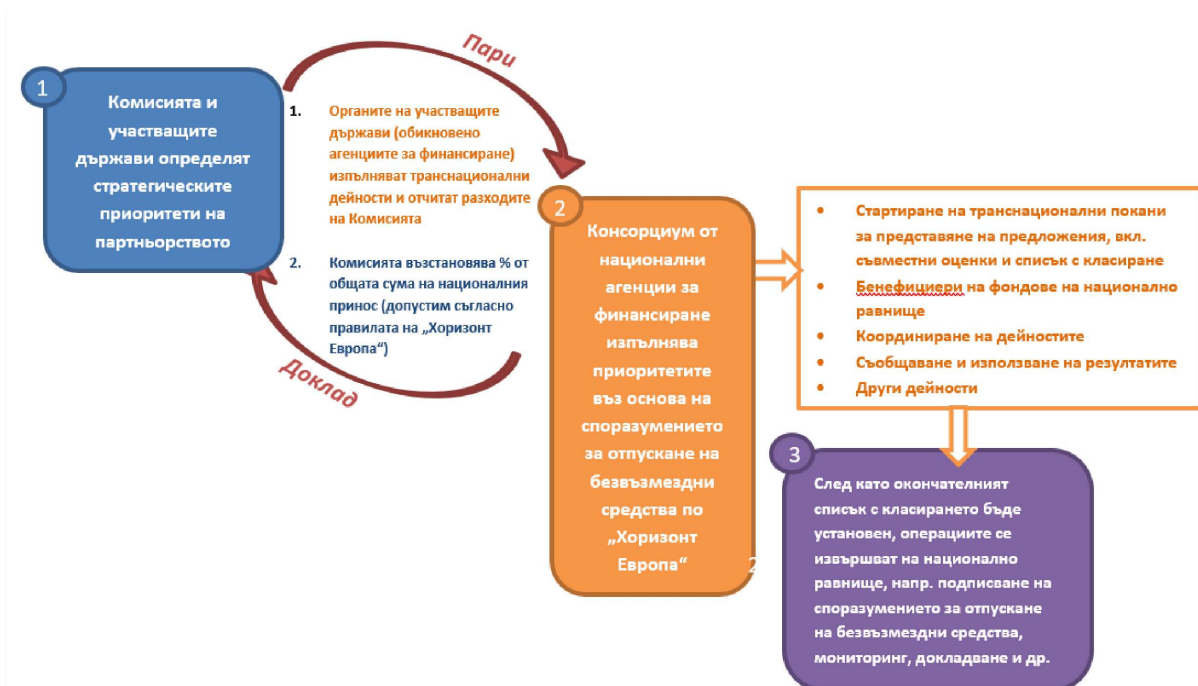 1
Комисията и
участващите
държави определят
стратегическите
приоритети на
партньорството
Пари
1. Органите на участващите
държави (обикновено
агенциите за финансиране)
изпълняват транснационални
дейности и отчитат разходите
на Комисията
2. Комисията възстановява % от
общата сума на националния
принос (допустим съгласно
правилата на „Хоризонт
Европа“)
Доклад
2
Консорциум от
национални
агенции за
финансиране
изпълнява
приоритетите
въз основа на
споразумението
за отпускане на
безвъзмездни
средства по
„Хоризонт
Европа“
2
• Стартиране на транснационални покани
за представяне на предложения, вкл.
съвместни оценки и списък с класиране
• Бенефициери на фондове на национално
равнище
• Координиране на дейностите
• Съобщаване и използване на резултатите
• Други дейности
3
След като окончателният
списък с класирането бъде
установен, операциите се
извършват на национално
равнище, напр. подписване на
споразумението за отпускане
на безвъзмездни средства,
мониторинг, докладване и др.